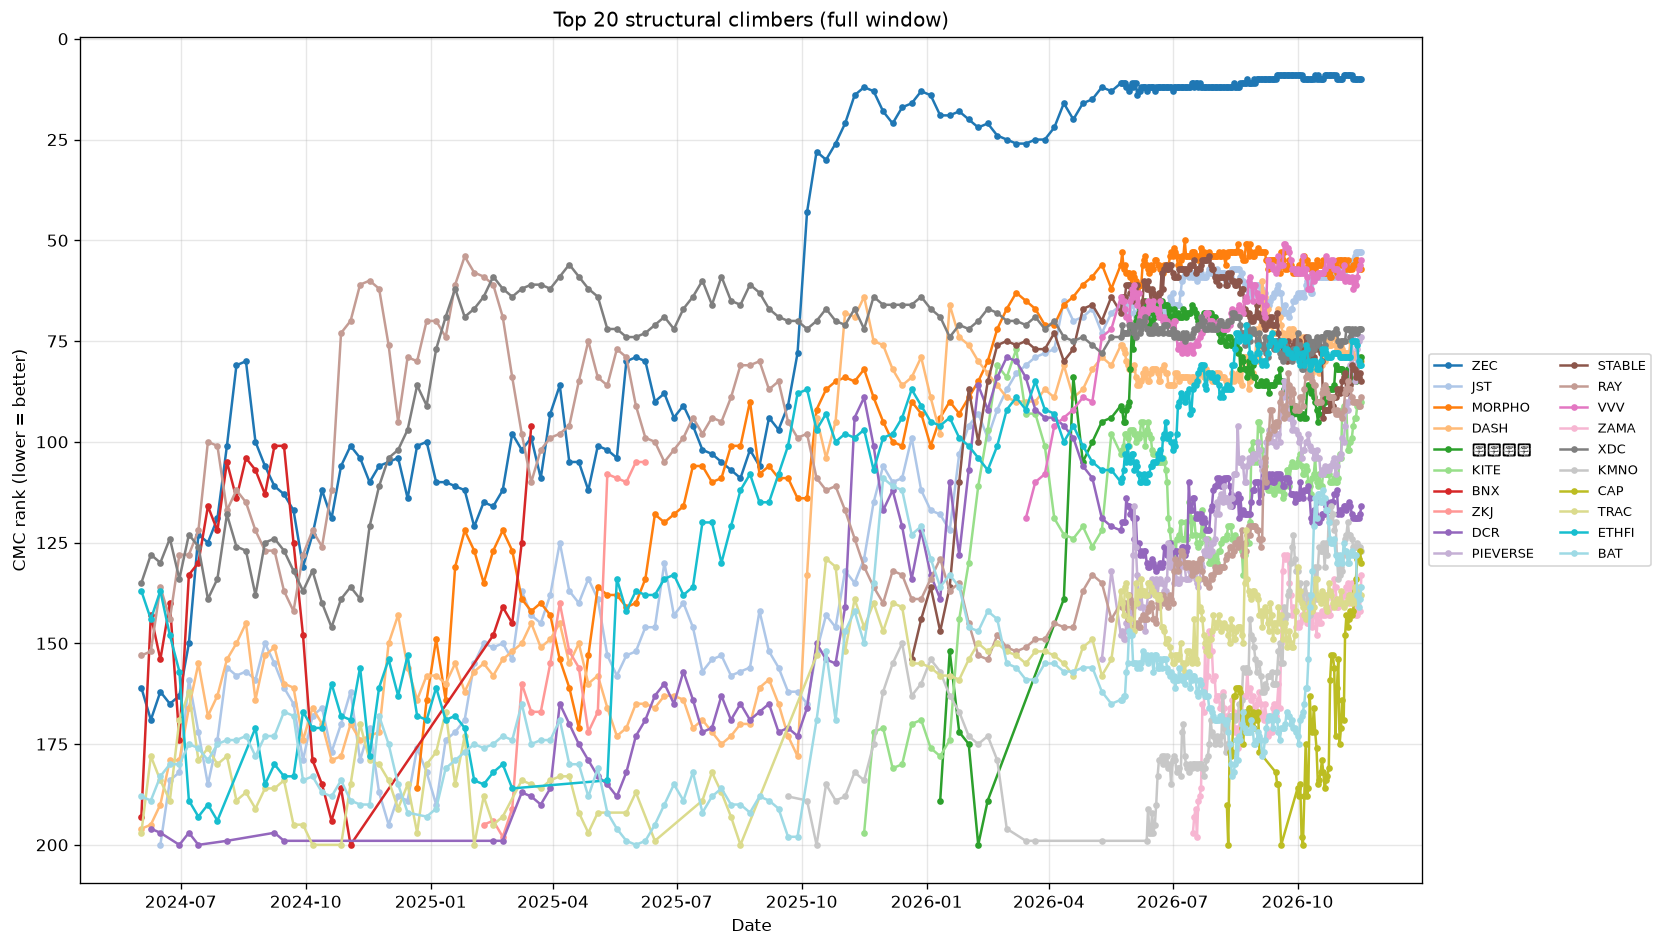 Top 20 structural climbers (full window)
CMC rank (lower = better)
0
25
50
75
100
125
150
175
200
2024-07
2024-10
2025-01
2025-04
2025-07
2025-10
2026-01
2026-04
2026-07
2026-10
Date
ZEC
JST
MORPHO
DASH
KITE
BNX
ZKJ
DCR
PIEVERSE
STABLE
RAY
VVV
ZAMA
XDC
KMNO
CAP
TRAC
ETHFI
BAT